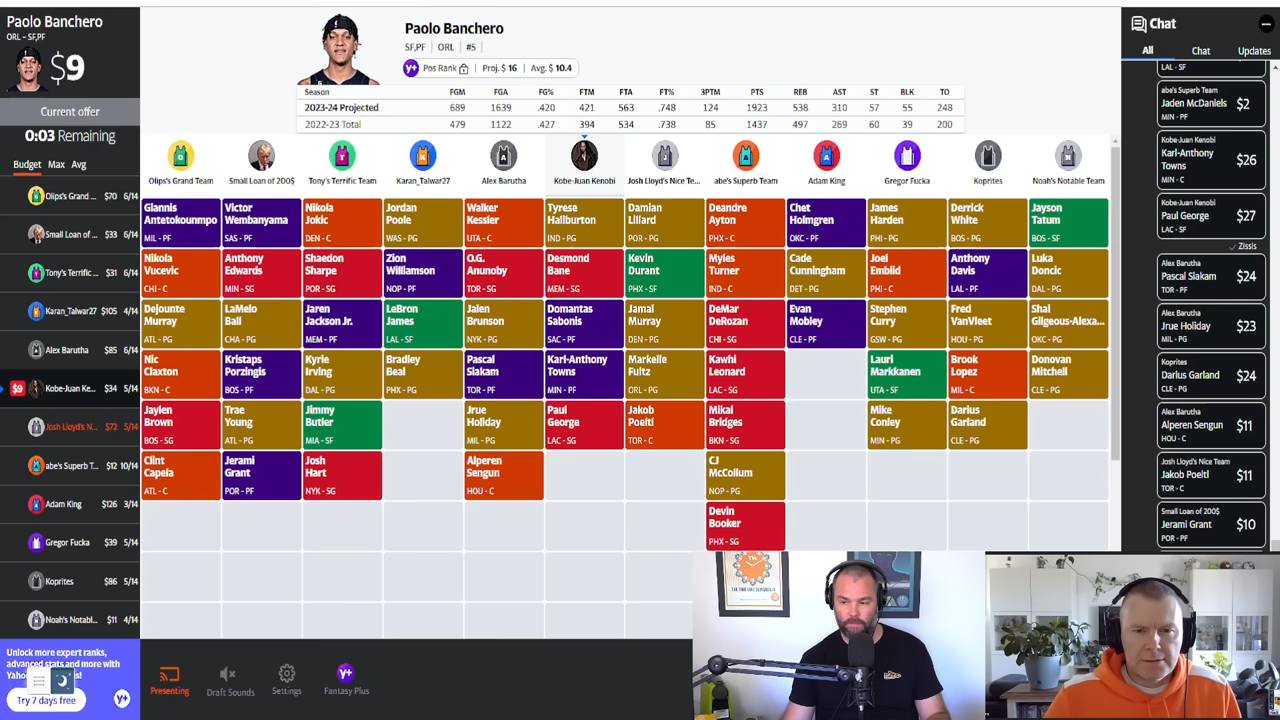 Paolo Banchero
ORL – SF,PF
$9
Current offer
0:03 Remaining
Budget Max Avg
Olips's Grand ... $70 6/14
Small Loan of ... $33 6/14
Tony's Terrific ... $31 6/14
Karan_Talwar27 $105 4/14
Alex Barutha $85 6/14
$9 Kobe-Juan Ke... $34 5/14
Josh Lloyd's N... $72 5/14
abe's Superb T... $12 10/14
Adam King $126 3/14
Gregor Fucka $39 5/14
Koprites $86 5/14
Noah's Notabl... $11 4/14
Unlock more expert ranks,
advanced stats and more with
Try 7 days free
Paolo Banchero
SF,PF ORL #5
y+ Pos Rank Proj. $ 16 Avg. $ 10.4
Season FGM FGA FG% FTM FTA FT% 3PTM PTS REB AST ST BLK TO
2023-24 Projected 689 1639 .420 421 563 .748 124 1923 538 310 57 55 248
2022-23 Total 479 1122 .427 394 534 .738 85 1437 497 269 60 39 200
Olips's Grand Team Small Loan of 200$ Tony's Terrific Team Karan_Talwar27 Alex Barutha Kobe-Juan Kenobi Josh Lloyd's Nice Te... abe's Superb Team Adam King Gregor Fucka Koprites Noah's Notable Team
Giannis Victor Nikola Jordan Walker Tyrese Damian Deandre Chet James Derrick Jayson
Antetokounmpo Wembanyama Jokic Poole Kessler Haliburton Lillard Ayton Holmgren Harden White Tatum
MIL - PF SAS - PF DEN - C WAS - PG UTA - C IND - PG POR - PG PHX - C OKC - PF PHI - PG BOS - PG BOS - SF
Nikola Anthony Shaedon Zion O.G. Desmond Kevin Myles Cade Joel Anthony Luka
Vucevic Edwards Sharpe Williamson Anunoby Bane Durant Turner Cunningham Embiid Davis Doncic
CHI - C MIN - SG POR - SG NOP - PF TOR - SG MEM - SG PHX - SF IND - C DET - PG PHI - C LAL - PF DAL - PG
Dejounte LaMelo Jaren LeBron Jalen Domantas Jamal DeMar Evan Stephen Fred Shai
Murray Ball Jackson Jr. James Brunson Sabonis Murray DeRozan Mobley Curry VanVleet Gilgeous-Alexa...
ATL - PG CHA - PG MEM - PF LAL - SF NYK - PG SAC - PF DEN - PG CHI - SG CLE - PF GSW - PG HOU - PG OKC - PG
Nic Kristaps Kyrie Bradley Pascal Karl-Anthony Markelle Kawhi Lauri Brook Donovan
Claxton Porzingis Irving Beal Siakam Towns Fultz Leonard Markkanen Lopez Mitchell
BKN - C BOS - PF DAL - PG PHX - PG TOR - PF MIN - PF ORL - PG LAC - SG UTA - SF MIL - C CLE - PG
Jaylen Trae Jimmy Jrue Paul Jakob Mikal Mike Darius
Brown Young Butler Holiday George Poeltl Bridges Conley Garland
BOS - SG ATL - PG MIA - SF MIL - PG LAC - SG TOR - C BKN - SG MIN - PG CLE - PG
Clint Jerami Josh Alperen CJ
Capela Grant Hart Sengun McCollum
ATL - C POR - PF NYK - SG HOU - C NOP - PG
Devin
Booker
PHX - SG
Presenting Draft Sounds Settings Fantasy Plus
Chat
All Chat Updates
LAL - SF
abe's Superb Team
Jaden McDaniels $2
MIN - PF
Kobe-Juan Kenobi
Karl-Anthony
Towns $26
MIN - C
Kobe-Juan Kenobi
Paul George $27
LAC - SF
Zissis
Alex Barutha
Pascal Siakam $24
TOR - PF
Alex Barutha
Jrue Holiday $23
MIL - PG
Koprites
Darius Garland $24
CLE - PG
Alex Barutha
Alperen Sengun $11
HOU - C
Josh Lloyd's Nice Team
Jakob Poeltl $11
TOR - C
Small Loan of 200$
Jerami Grant $10
POR - PF